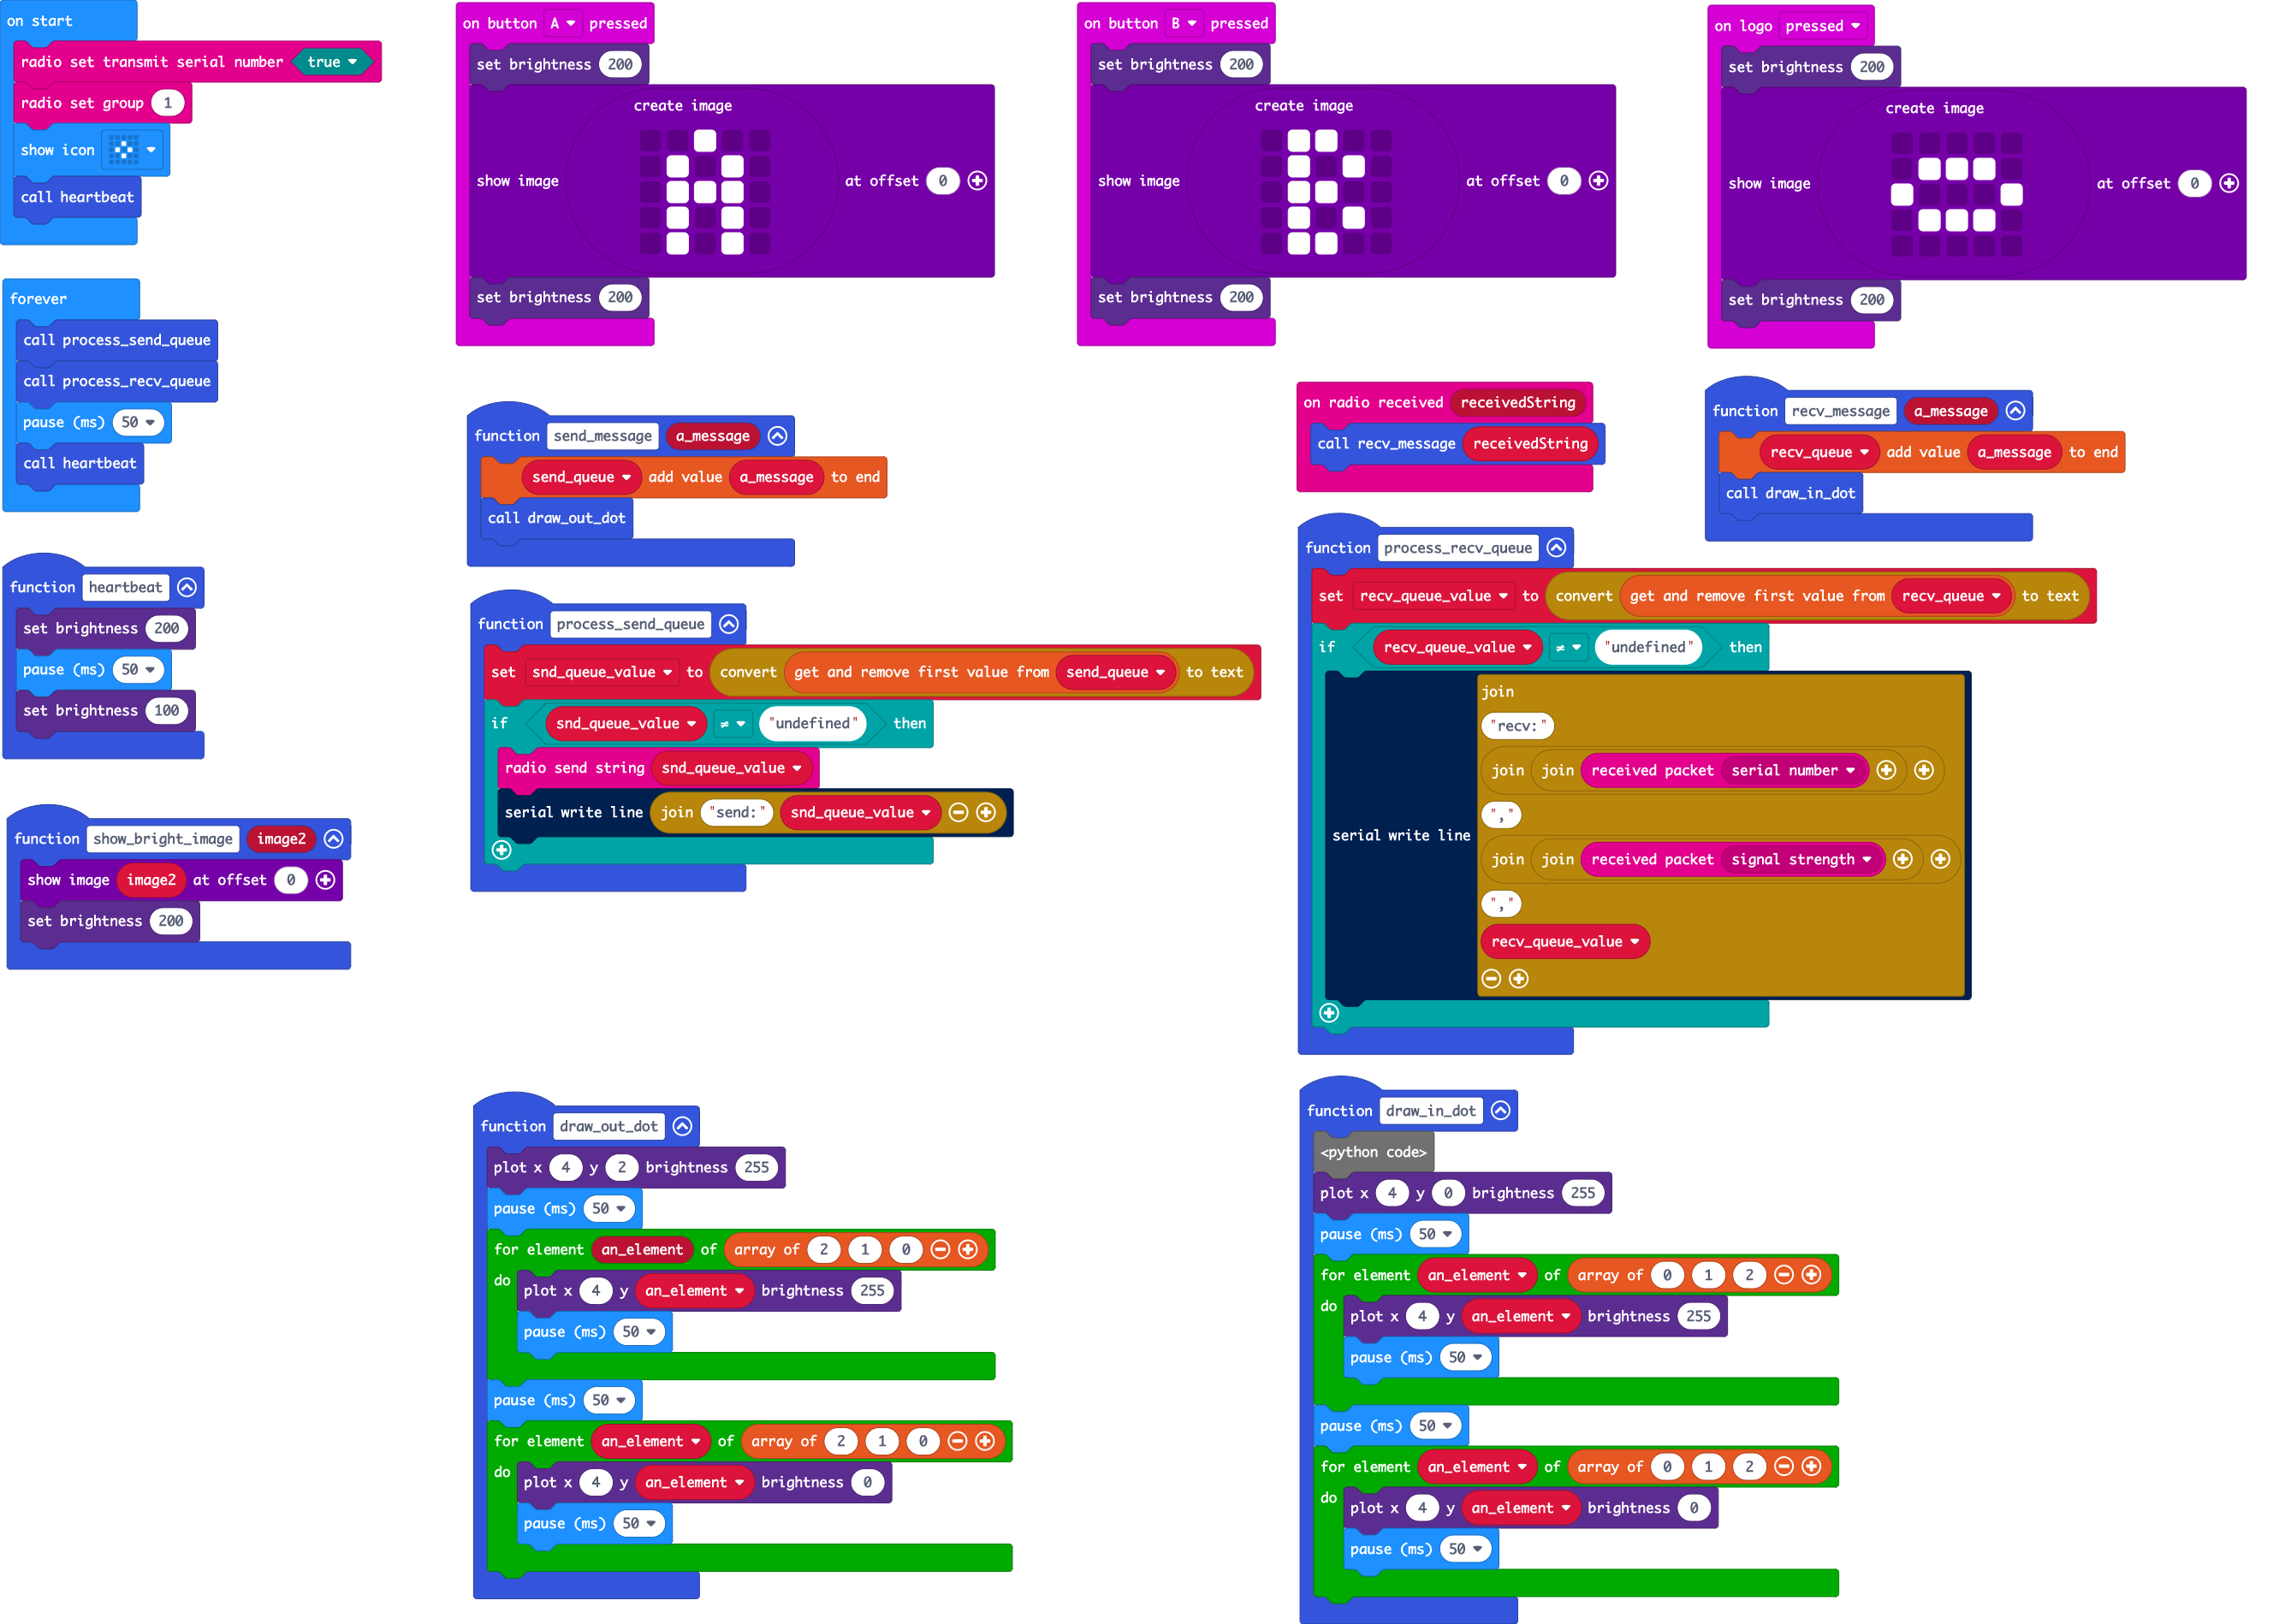 on start
radio set transmit serial number true
radio set group 1
show icon
call heartbeat
forever
call process_send_queue
call process_recv_queue
pause (ms) 50
call heartbeat
function heartbeat
set brightness 200
pause (ms) 50
set brightness 100
function show_bright_image image2
show image image2 at offset 0
set brightness 200
on button A pressed
set brightness 200
create image
show image at offset 0
set brightness 200
function send_message a_message
send_queue add value a_message to end
call draw_out_dot
function process_send_queue
set snd_queue_value to convert get and remove first value from send_queue to text
if snd_queue_value ≠ "undefined" then
radio send string snd_queue_value
serial write line join "send:" snd_queue_value
function draw_out_dot
plot x 4 y 2 brightness 255
pause (ms) 50
for element an_element of array of 2 1 0
do
plot x 4 y an_element brightness 255
pause (ms) 50
pause (ms) 50
for element an_element of array of 2 1 0
do
plot x 4 y an_element brightness 0
pause (ms) 50
on button B pressed
set brightness 200
create image
show image at offset 0
set brightness 200
on logo pressed
set brightness 200
create image
show image at offset 0
set brightness 200
on radio received receivedString
call recv_message receivedString
function recv_message a_message
recv_queue add value a_message to end
call draw_in_dot
function process_recv_queue
set recv_queue_value to convert get and remove first value from recv_queue to text
if recv_queue_value ≠ "undefined" then
serial write line
join
"recv:"
join join received packet serial number
","
join join received packet signal strength
","
recv_queue_value
function draw_in_dot
<python code>
plot x 4 y 0 brightness 255
pause (ms) 50
for element an_element of array of 0 1 2
do
plot x 4 y an_element brightness 255
pause (ms) 50
pause (ms) 50
for element an_element of array of 0 1 2
do
plot x 4 y an_element brightness 0
pause (ms) 50